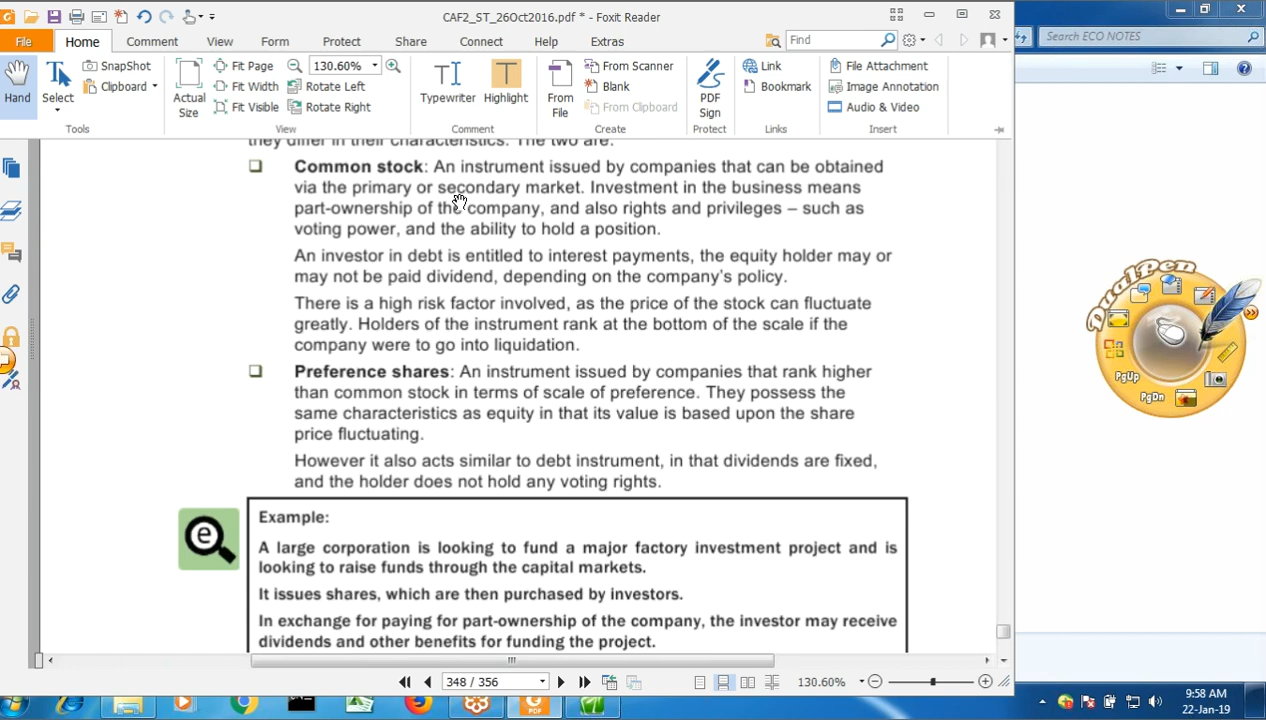 CAF2_ST_26Oct2016.pdf * - Foxit Reader
Search ECO NOTES
File Home Comment View Form Protect Share Connect Help Extras Find
Hand
Select
SnapShot
Clipboard
Tools
Actual Size
Fit Page
Fit Width
Fit Visible
130.60%
Rotate Left
Rotate Right
View
Typewriter
Highlight
Comment
From File
From Scanner
Blank
From Clipboard
Create
PDF Sign
Protect
Link
Bookmark
Links
File Attachment
Image Annotation
Audio & Video
Insert
they differ in their characteristics. The two are:
Common stock: An instrument issued by companies that can be obtained
via the primary or secondary market. Investment in the business means
part-ownership of the company, and also rights and privileges – such as
voting power, and the ability to hold a position.
An investor in debt is entitled to interest payments, the equity holder may or
may not be paid dividend, depending on the company's policy.
There is a high risk factor involved, as the price of the stock can fluctuate
greatly. Holders of the instrument rank at the bottom of the scale if the
company were to go into liquidation.
Preference shares: An instrument issued by companies that rank higher
than common stock in terms of scale of preference. They possess the
same characteristics as equity in that its value is based upon the share
price fluctuating.
However it also acts similar to debt instrument, in that dividends are fixed,
and the holder does not hold any voting rights.
e
Example:
A large corporation is looking to fund a major factory investment project and is
looking to raise funds through the capital markets.
It issues shares, which are then purchased by investors.
In exchange for paying for part-ownership of the company, the investor may receive
dividends and other benefits for funding the project.
DualPen
PgUp
PgDn
348 / 356
130.60%
PDF
9:58 AM
22-Jan-19